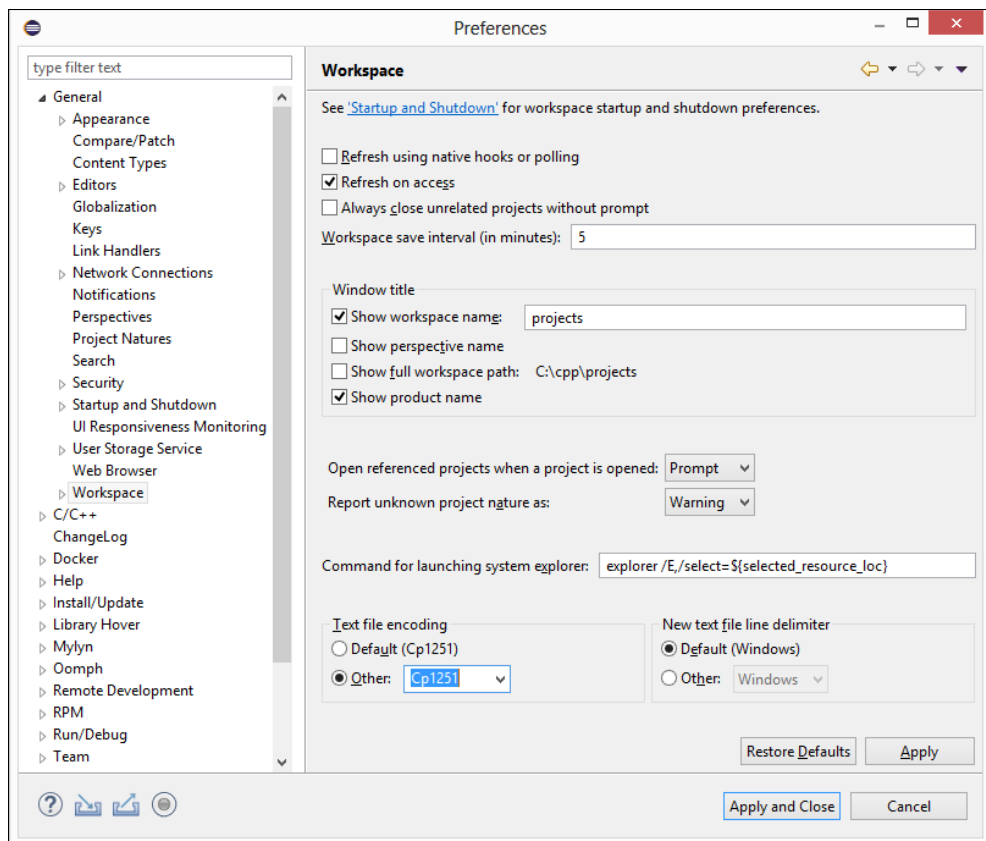 Preferences
type filter text
General
Appearance
Compare/Patch
Content Types
Editors
Globalization
Keys
Link Handlers
Network Connections
Notifications
Perspectives
Project Natures
Search
Security
Startup and Shutdown
UI Responsiveness Monitoring
User Storage Service
Web Browser
Workspace
C/C++
ChangeLog
Docker
Help
Install/Update
Library Hover
Mylyn
Oomph
Remote Development
RPM
Run/Debug
Team
Workspace
See 'Startup and Shutdown' for workspace startup and shutdown preferences.
Refresh using native hooks or polling
Refresh on access
Always close unrelated projects without prompt
Workspace save interval (in minutes): 5
Window title
Show workspace name: projects
Show perspective name
Show full workspace path: C:\cpp\projects
Show product name
Open referenced projects when a project is opened: Prompt
Report unknown project nature as: Warning
Command for launching system explorer: explorer /E,/select=${selected_resource_loc}
Text file encoding
Default (Cp1251)
Other: Cp1251
New text file line delimiter
Default (Windows)
Other: Windows
Restore Defaults Apply
Apply and Close Cancel